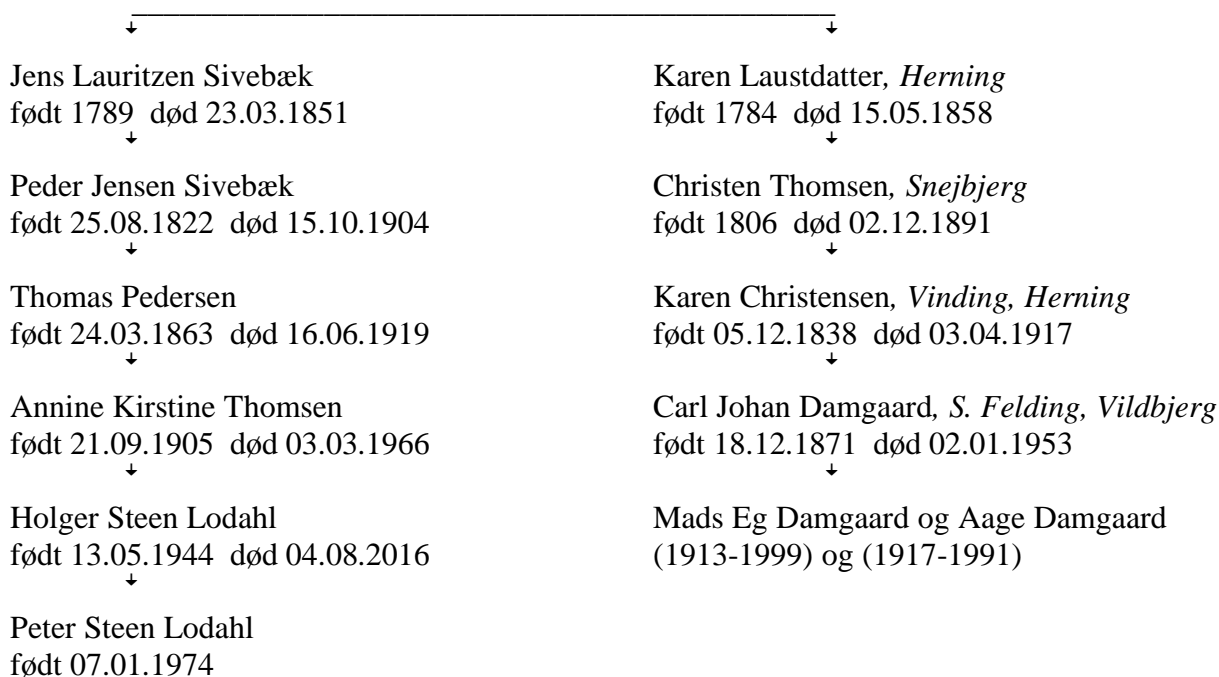 Jens Lauritzen Sivebæk
født 1789 død 23.03.1851
Peder Jensen Sivebæk
født 25.08.1822 død 15.10.1904
Thomas Pedersen
født 24.03.1863 død 16.06.1919
Annine Kirstine Thomsen
født 21.09.1905 død 03.03.1966
Holger Steen Lodahl
født 13.05.1944 død 04.08.2016
Peter Steen Lodahl
født 07.01.1974
Karen Laustdatter, Herning
født 1784 død 15.05.1858
Christen Thomsen, Snejbjerg
født 1806 død 02.12.1891
Karen Christensen, Vinding, Herning
født 05.12.1838 død 03.04.1917
Carl Johan Damgaard, S. Felding, Vildbjerg
født 18.12.1871 død 02.01.1953
Mads Eg Damgaard og Aage Damgaard
(1913-1999) og (1917-1991)